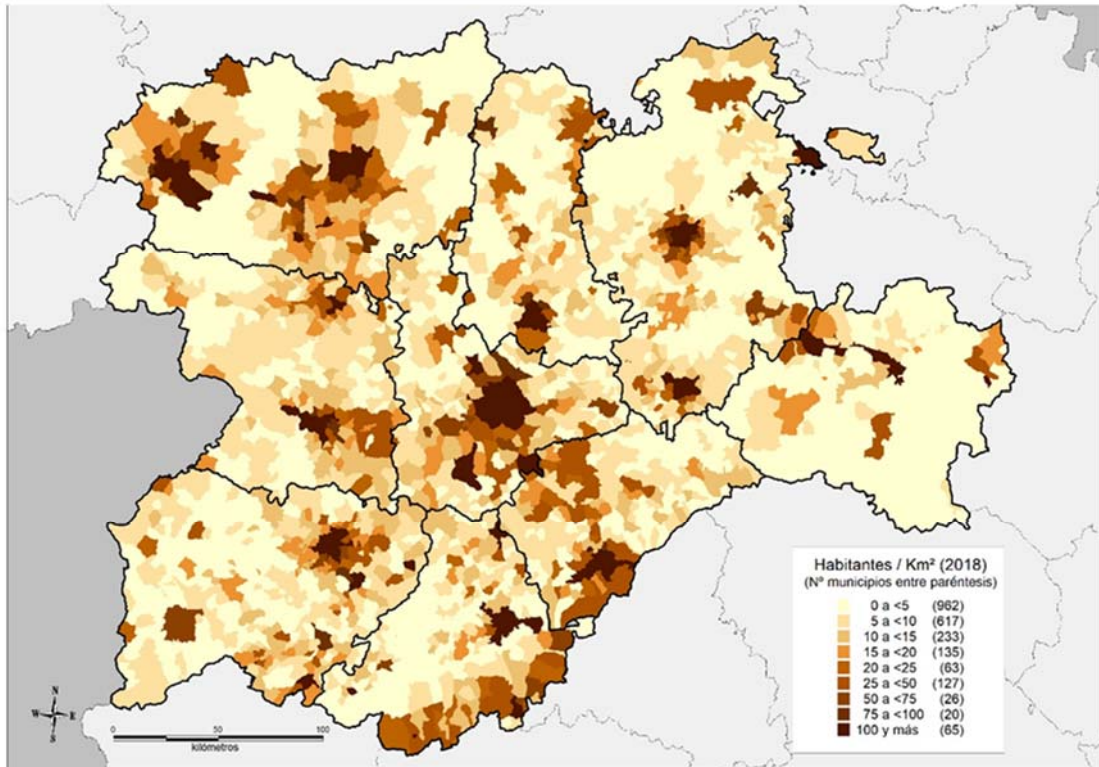 Habitantes / Km² (2018)
(Nº municipios entre paréntesis)
0 a <5 (962)
5 a <10 (617)
10 a <15 (233)
15 a <20 (135)
20 a <25 (63)
25 a <50 (127)
50 a <75 (26)
75 a <100 (20)
100 y más (65)
N
W E
S
0 50 100
kilómetros